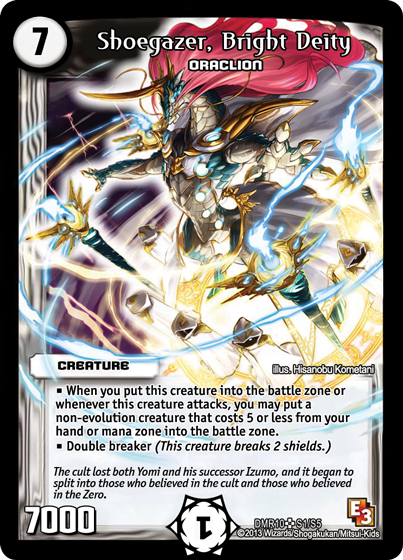 7
Shoegazer, Bright Deity
ORACLION
CREATURE
illus. Hisanobu Kometani
▪ When you put this creature into the battle zone or
whenever this creature attacks, you may put a
non-evolution creature that costs 5 or less from your
hand or mana zone into the battle zone.
▪ Double breaker (This creature breaks 2 shields.)
The cult lost both Yomi and his successor Izumo, and it began to
split into those who believed in the cult and those who believed
in the Zero.
7000
1
E3
DMR10 S1/S5
©2013 Wizards/Shogakukan/Mitsui-Kids